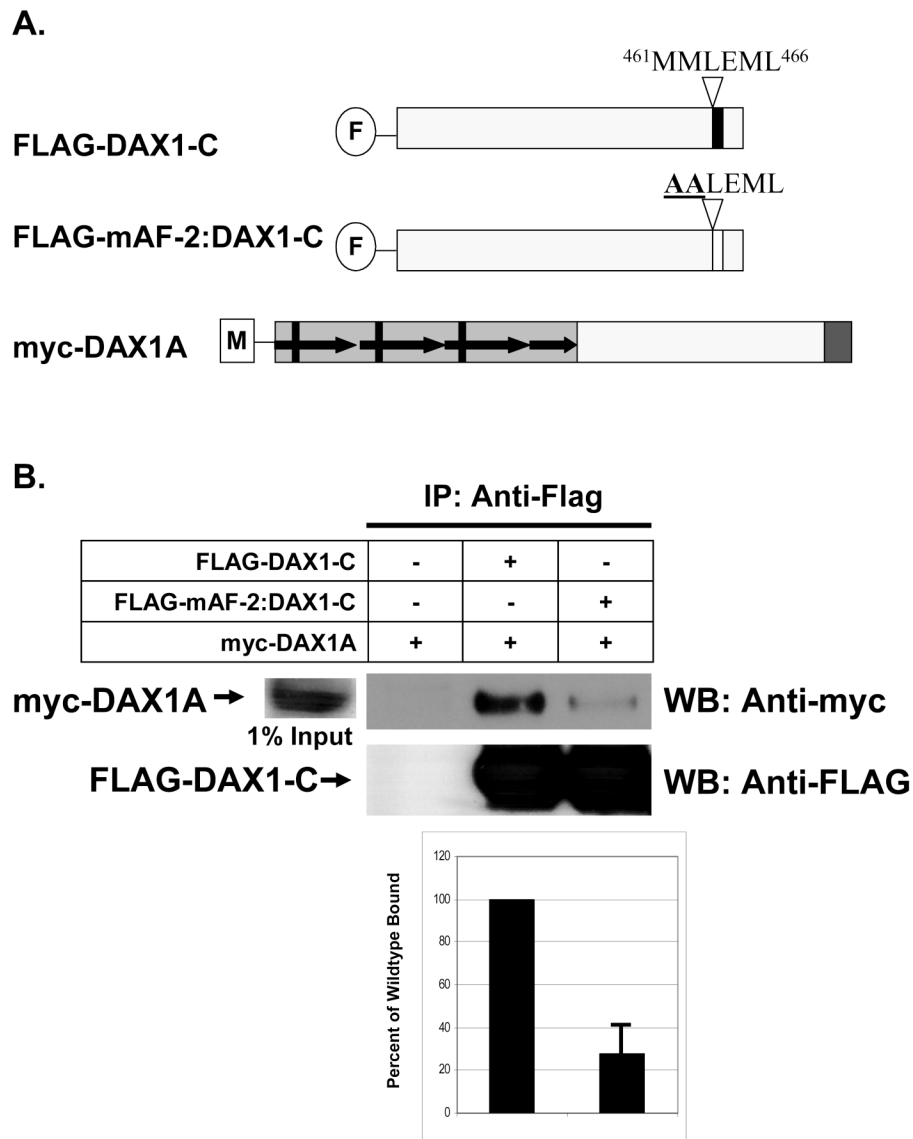 A.
⁴⁶¹MMLEML⁴⁶⁶
FLAG-DAX1-C
F
AALEML
FLAG-mAF-2:DAX1-C
F
myc-DAX1A
M
B.
IP: Anti-Flag
FLAG-DAX1-C - + -
FLAG-mAF-2:DAX1-C - - +
myc-DAX1A + + +
myc-DAX1A
WB: Anti-myc
1% Input
FLAG-DAX1-C
WB: Anti-FLAG
Percent of Wildtype Bound
120
100
80
60
40
20
0